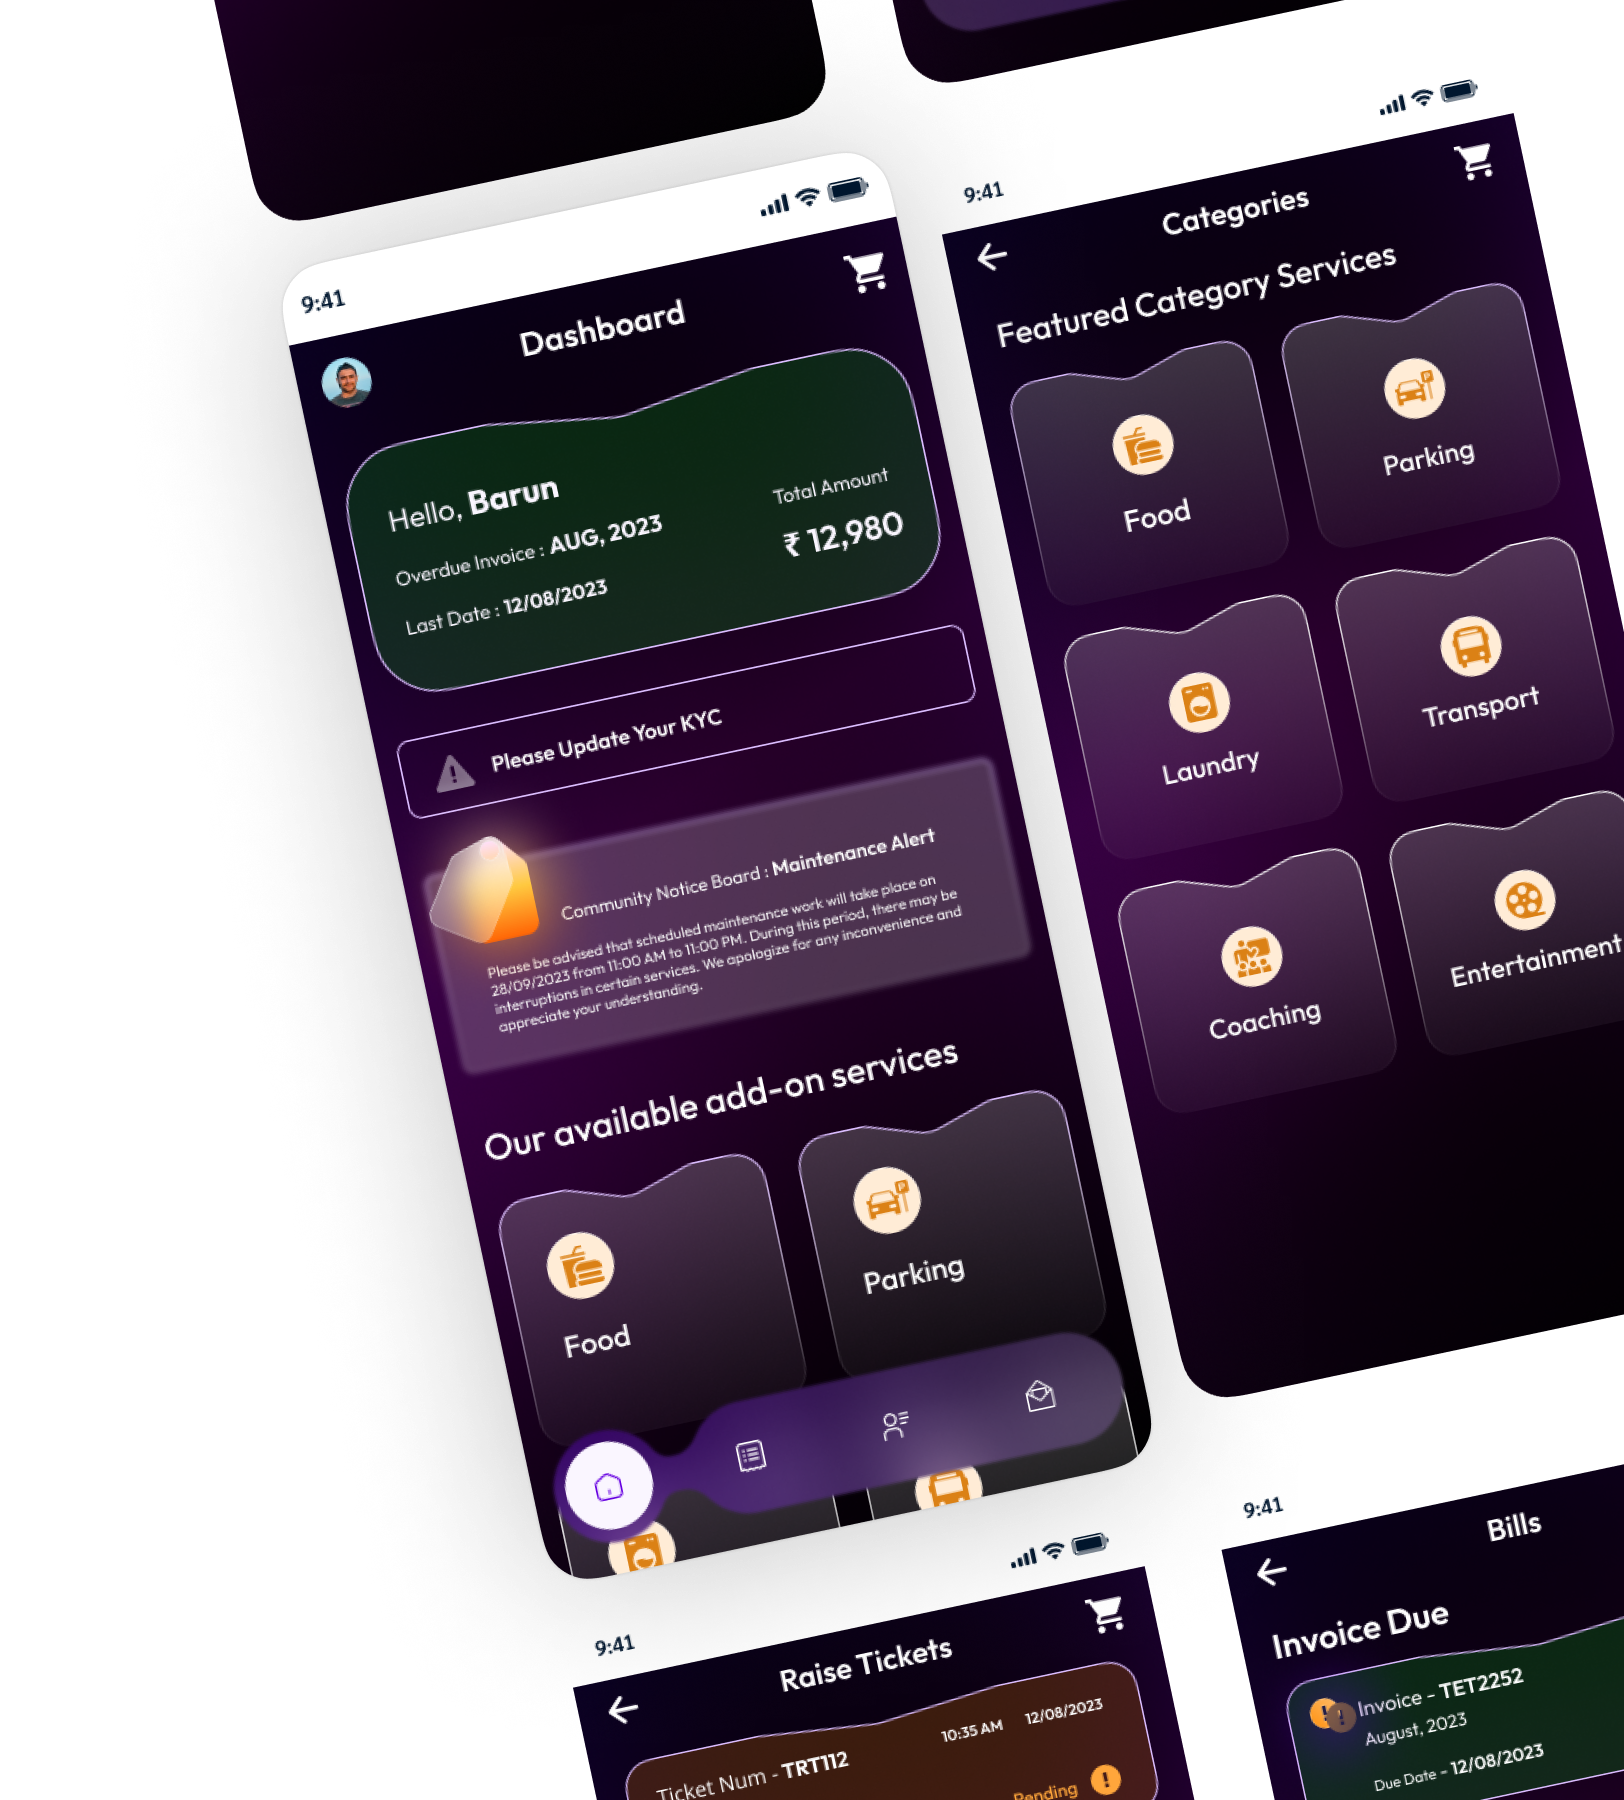 9:41
Dashboard
Hello, Barun
Overdue Invoice : AUG, 2023
Last Date : 12/08/2023
Total Amount
₹ 12,980
Please Update Your KYC
Community Notice Board : Maintenance Alert
Please be advised that scheduled maintenance work will take place on
28/09/2023 from 11:00 AM to 11:00 PM. During this period, there may be
interruptions in certain services. We apologize for any inconvenience and
appreciate your understanding.
Our available add-on services
Food
Parking
9:41
Categories
Featured Category Services
Food
Parking
Laundry
Transport
Coaching
Entertainment
9:41
Raise Tickets
Ticket Num - TRT112
10:35 AM
12/08/2023
Pending
9:41
Bills
Invoice Due
Invoice - TET2252
August, 2023
Due Date - 12/08/2023